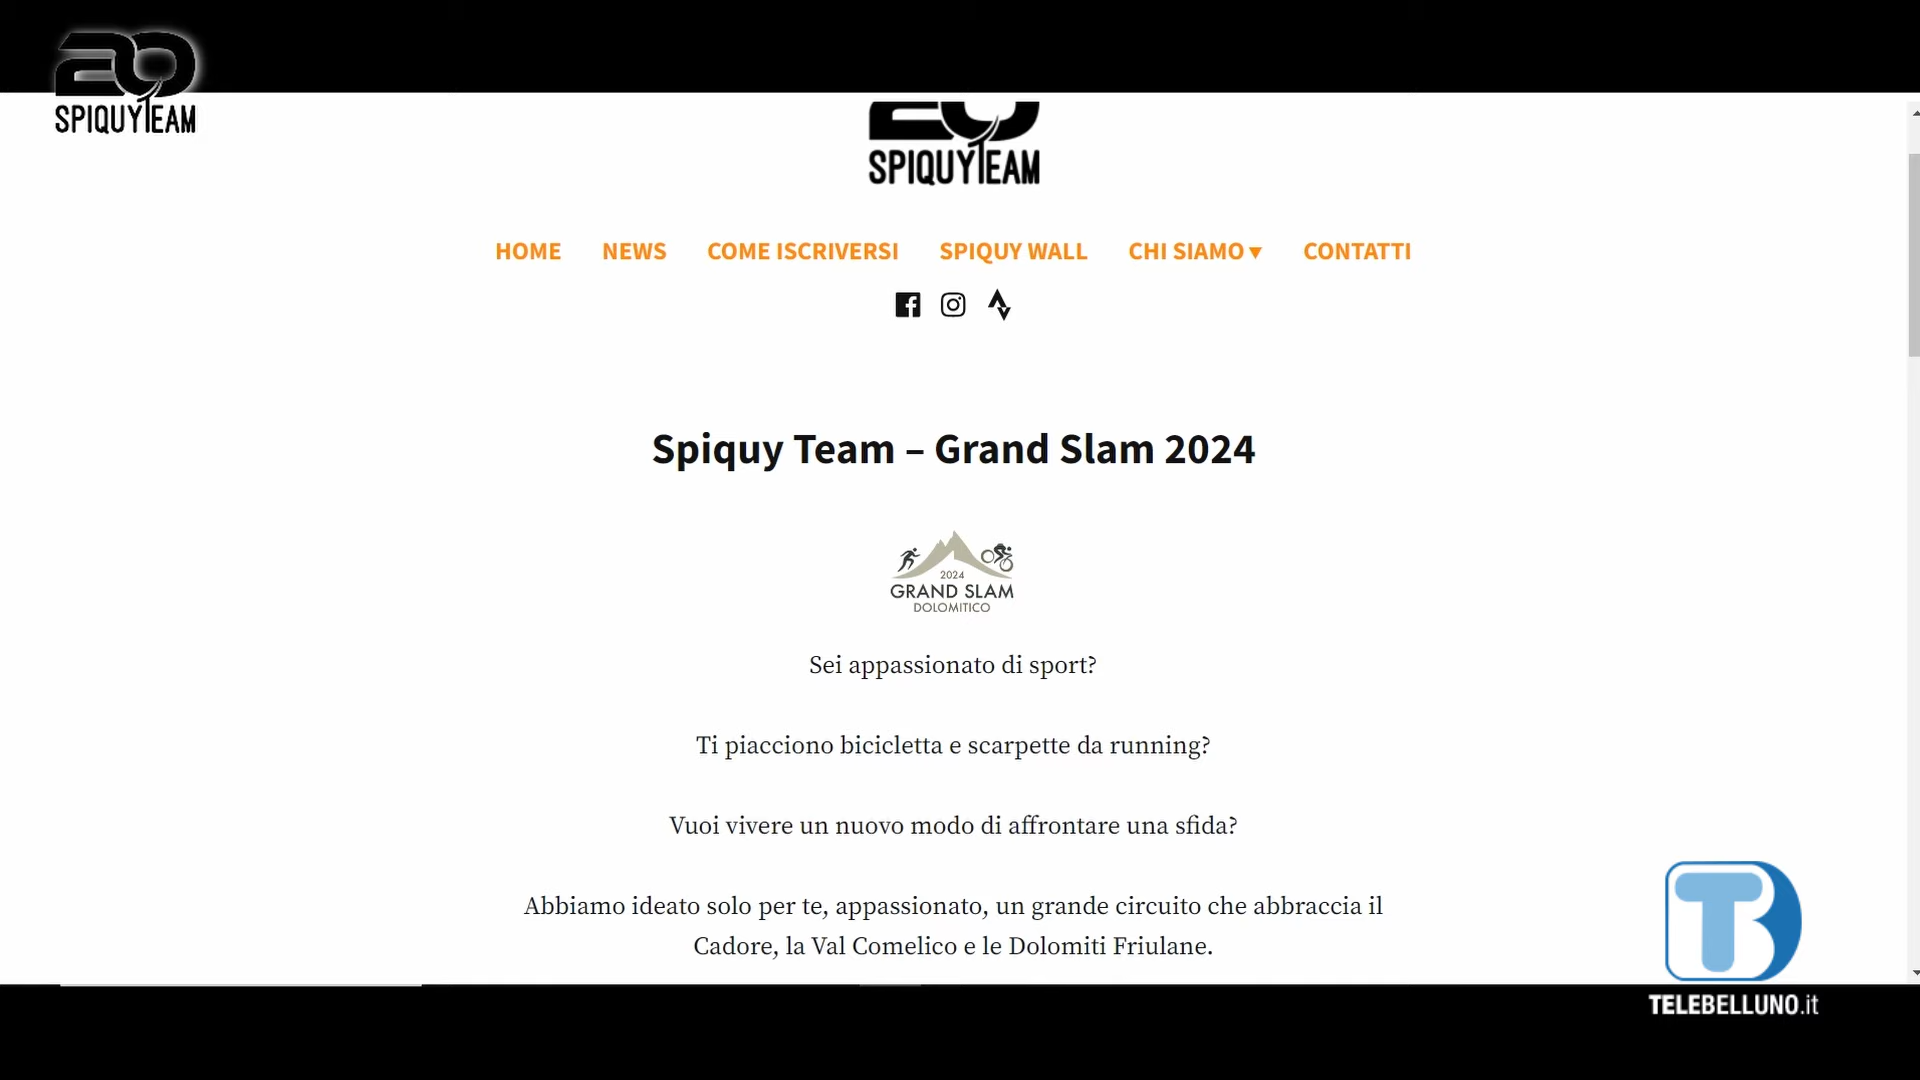 20
SPIQUYTEAM
20
SPIQUYTEAM
HOME NEWS COME ISCRIVERSI SPIQUY WALL CHI SIAMO▼ CONTATTI
Spiquy Team – Grand Slam 2024
2024
GRAND SLAM
DOLOMITICO
Sei appassionato di sport?
Ti piacciono bicicletta e scarpette da running?
Vuoi vivere un nuovo modo di affrontare una sfida?
Abbiamo ideato solo per te, appassionato, un grande circuito che abbraccia il
Cadore, la Val Comelico e le Dolomiti Friulane.
TB
TELEBELLUNO.it